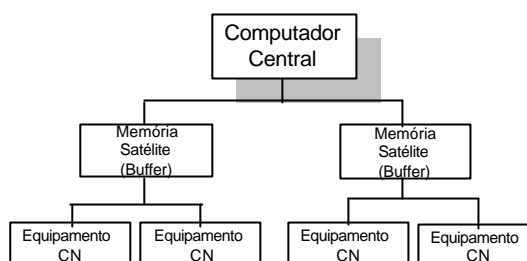 Computador
Central
Memória
Satélite
(Buffer)
Memória
Satélite
(Buffer)
Equipamento
CN
Equipamento
CN
Equipamento
CN
Equipamento
CN